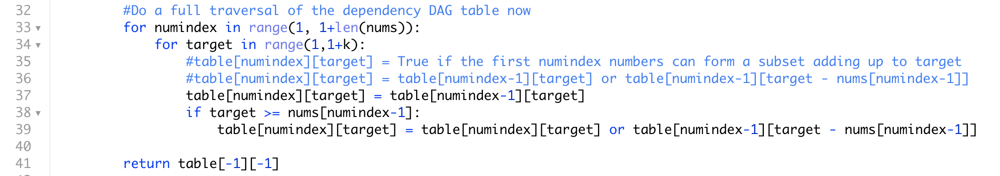 32 #Do a full traversal of the dependency DAG table now
33 for numindex in range(1, 1+len(nums)):
34 for target in range(1,1+k):
35 #table[numindex][target] = True if the first numindex numbers can form a subset adding up to target
36 #table[numindex][target] = table[numindex-1][target] or table[numindex-1][target - nums[numindex-1]]
37 table[numindex][target] = table[numindex-1][target]
38 if target >= nums[numindex-1]:
39 table[numindex][target] = table[numindex][target] or table[numindex-1][target - nums[numindex-1]]
40
41 return table[-1][-1]